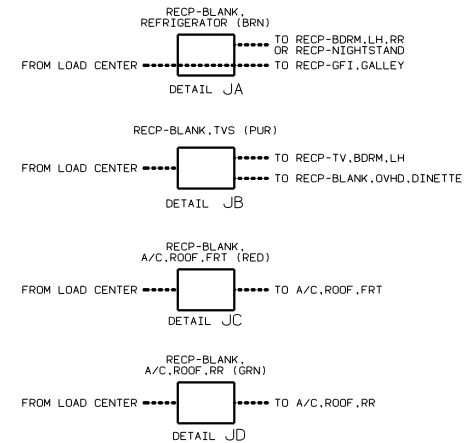 RECP-BLANK,
REFRIGERATOR (BRN)
TO RECP-BDRM,LH,RR
OR RECP-NIGHTSTAND
FROM LOAD CENTER
TO RECP-GFI,GALLEY
DETAIL JA
RECP-BLANK,TVS (PUR)
TO RECP-TV,BDRM,LH
FROM LOAD CENTER
TO RECP-BLANK,OVHD,DINETTE
DETAIL JB
RECP-BLANK,
A/C,ROOF,FRT (RED)
FROM LOAD CENTER
TO A/C,ROOF,FRT
DETAIL JC
RECP-BLANK,
A/C,ROOF,RR (GRN)
FROM LOAD CENTER
TO A/C,ROOF,RR
DETAIL JD